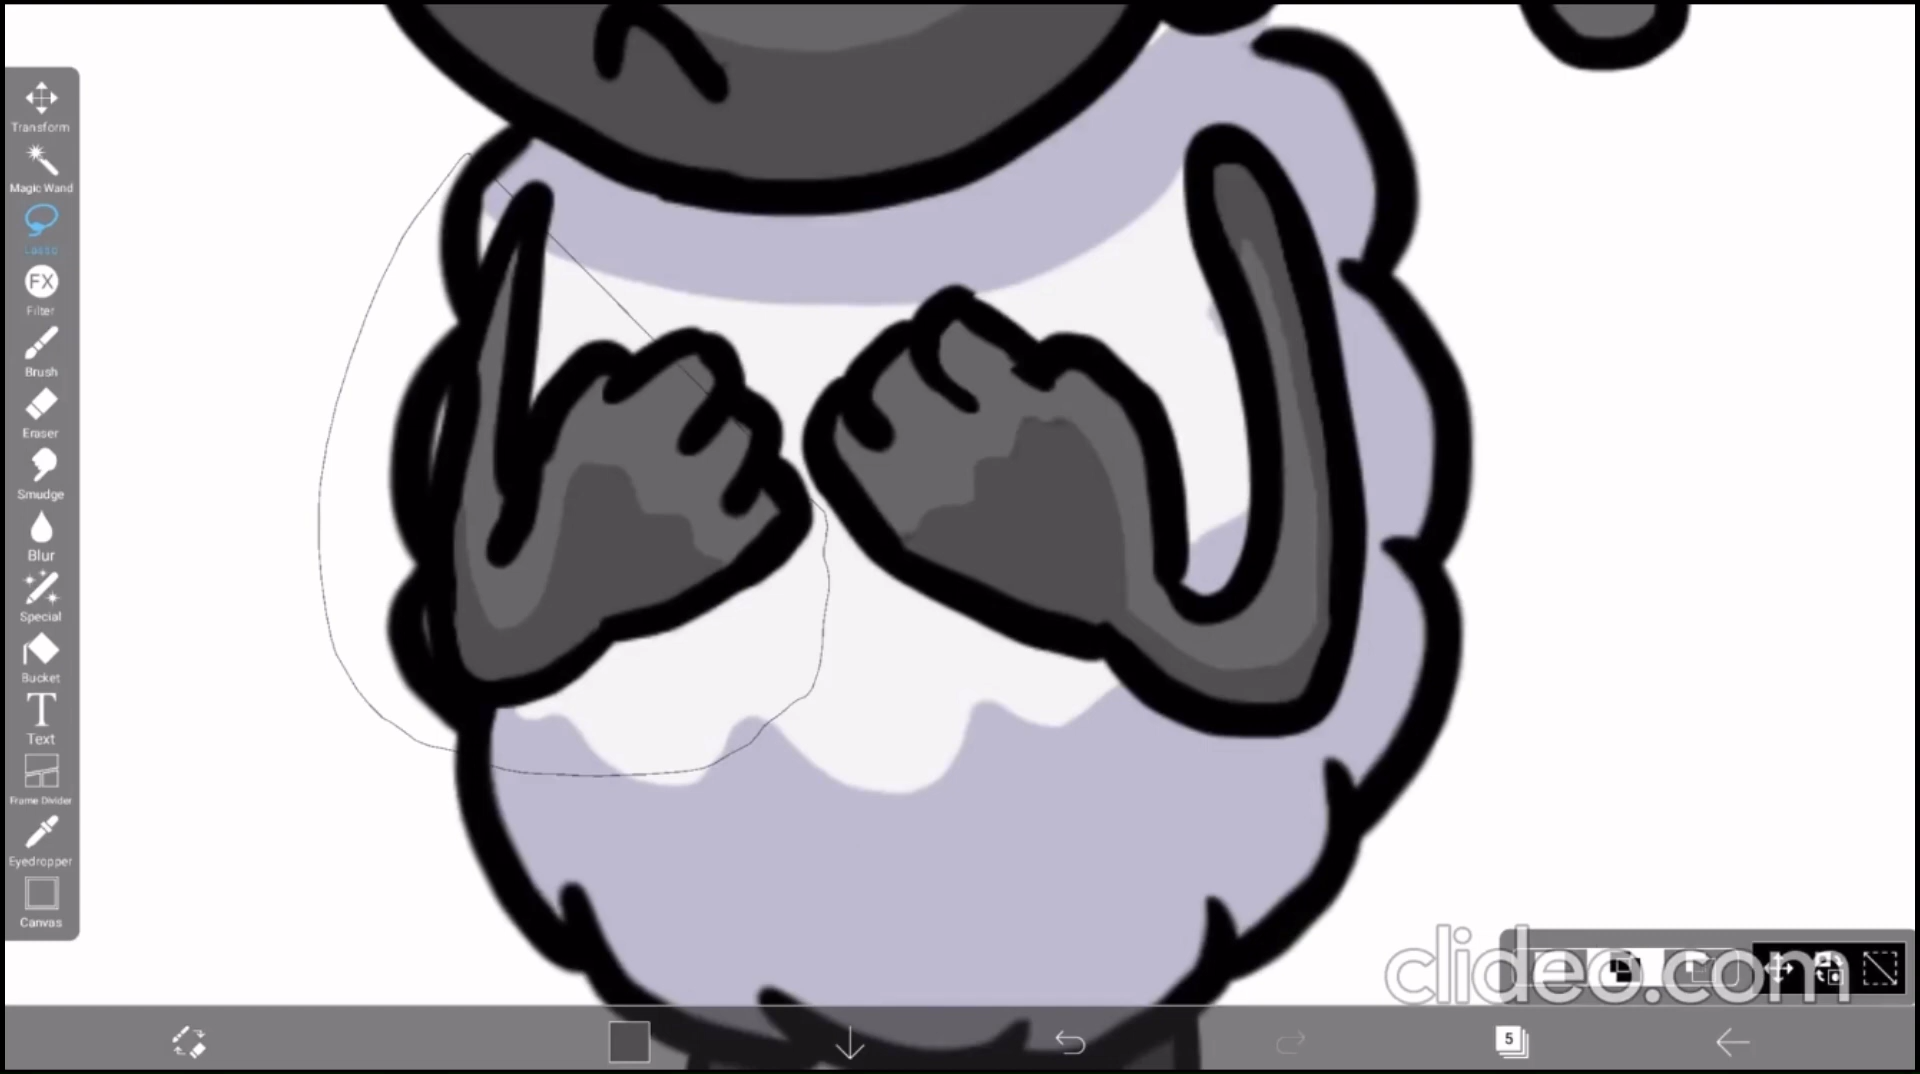 Transform
Magic Wand
Lasso
FX
Filter
Brush
Eraser
Smudge
Blur
Special
Bucket
T
Text
Frame Divider
Eyedropper
Canvas
clideo.com
5